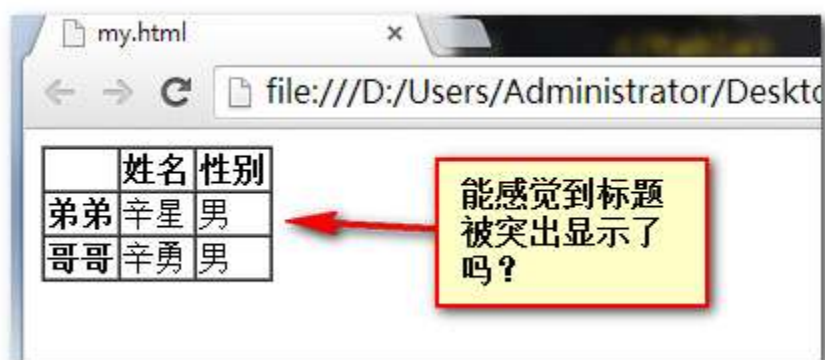 my.html
file:///D:/Users/Administrator/Deskto
姓名 性别
弟弟 辛星 男
哥哥 辛勇 男
能感觉到标题
被突出显示了
吗？